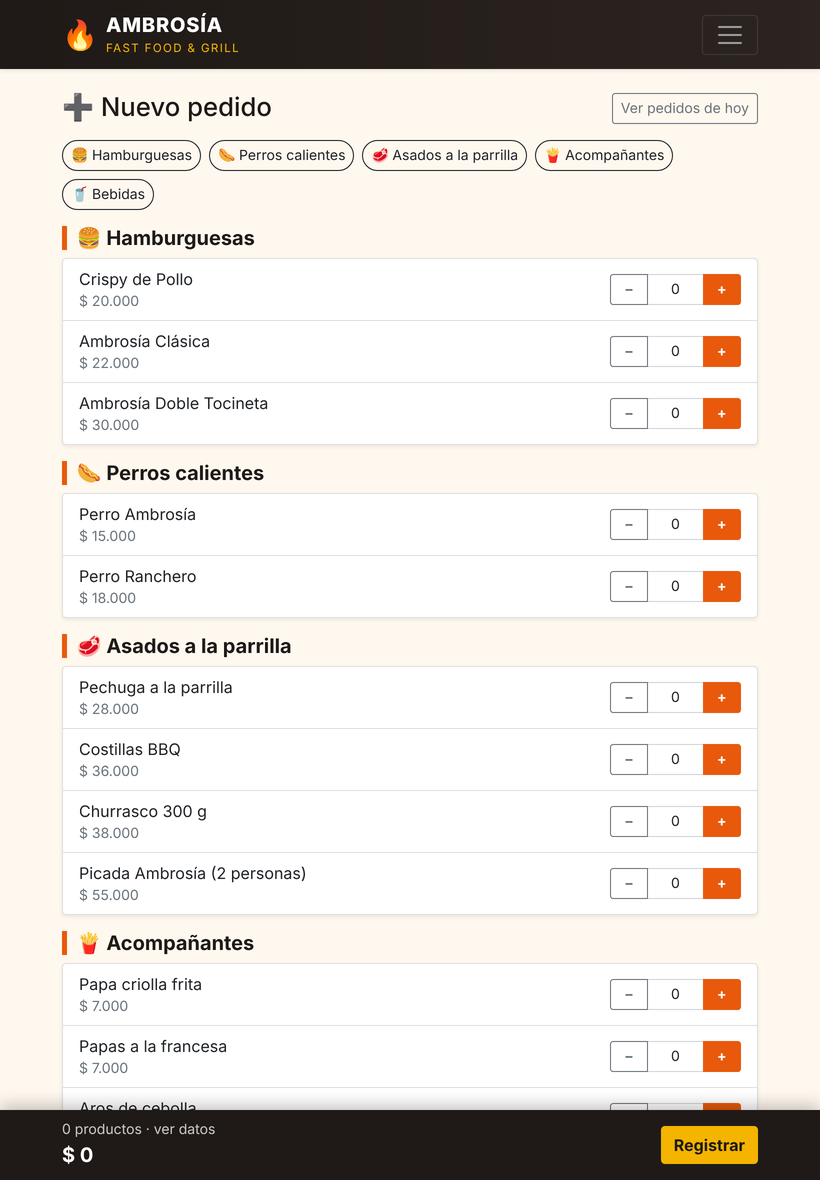 AMBROSÍA
FAST FOOD & GRILL
➕ Nuevo pedido
Ver pedidos de hoy
🍔 Hamburguesas
🌭 Perros calientes
🥩 Asados a la parrilla
🍟 Acompañantes
🥤 Bebidas
🍔 Hamburguesas
Crispy de Pollo
$ 20.000
− 0 +
Ambrosía Clásica
$ 22.000
− 0 +
Ambrosía Doble Tocineta
$ 30.000
− 0 +
🌭 Perros calientes
Perro Ambrosía
$ 15.000
− 0 +
Perro Ranchero
$ 18.000
− 0 +
🥩 Asados a la parrilla
Pechuga a la parrilla
$ 28.000
− 0 +
Costillas BBQ
$ 36.000
− 0 +
Churrasco 300 g
$ 38.000
− 0 +
Picada Ambrosía (2 personas)
$ 55.000
− 0 +
🍟 Acompañantes
Papa criolla frita
$ 7.000
− 0 +
Papas a la francesa
$ 7.000
− 0 +
Aros de cebolla
0 productos · ver datos
$ 0
Registrar